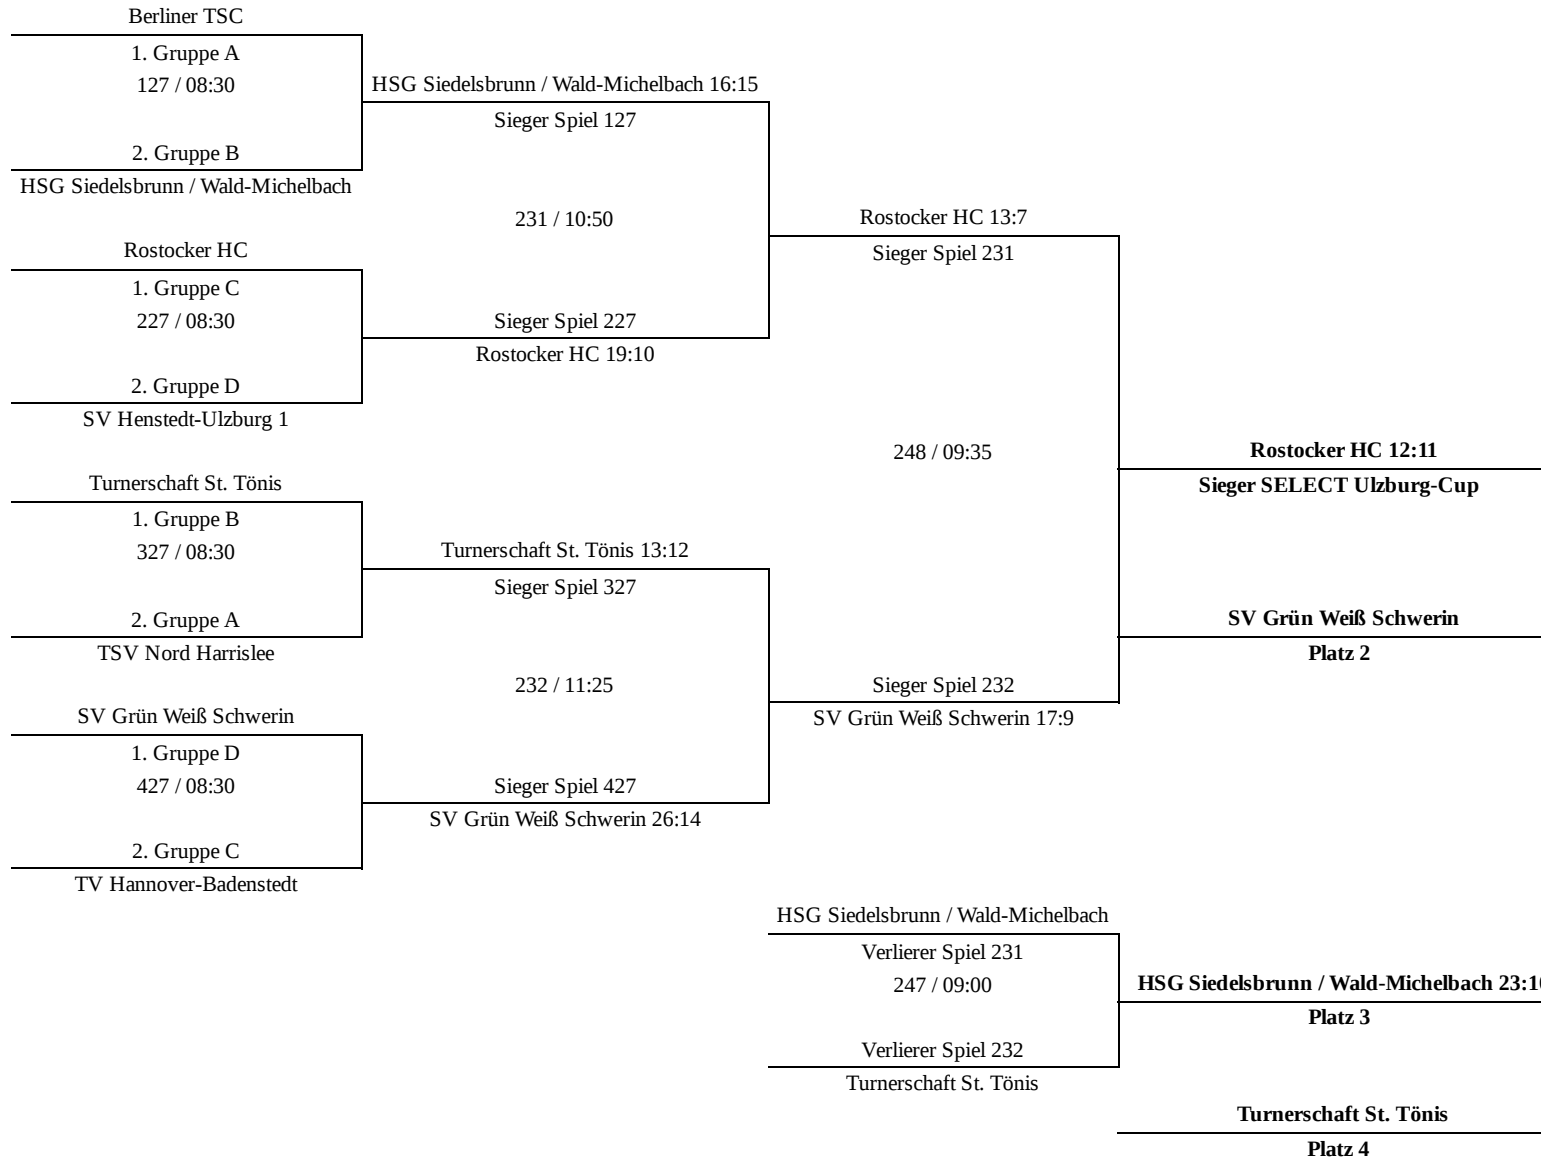 Berliner TSC
1. Gruppe A
127 / 08:30
HSG Siedelsbrunn / Wald-Michelbach 16:15
Sieger Spiel 127
2. Gruppe B
HSG Siedelsbrunn / Wald-Michelbach
231 / 10:50
Rostocker HC 13:7
Sieger Spiel 231
Rostocker HC
1. Gruppe C
227 / 08:30
Sieger Spiel 227
Rostocker HC 19:10
2. Gruppe D
SV Henstedt-Ulzburg 1
248 / 09:35
Rostocker HC 12:11
Sieger SELECT Ulzburg-Cup
Turnerschaft St. Tönis
1. Gruppe B
327 / 08:30
Turnerschaft St. Tönis 13:12
Sieger Spiel 327
2. Gruppe A
TSV Nord Harrislee
SV Grün Weiß Schwerin
Platz 2
232 / 11:25
Sieger Spiel 232
SV Grün Weiß Schwerin 17:9
SV Grün Weiß Schwerin
1. Gruppe D
427 / 08:30
Sieger Spiel 427
SV Grün Weiß Schwerin 26:14
2. Gruppe C
TV Hannover-Badenstedt
HSG Siedelsbrunn / Wald-Michelbach
Verlierer Spiel 231
247 / 09:00
HSG Siedelsbrunn / Wald-Michelbach
Platz 3
Verlierer Spiel 232
Turnerschaft St. Tönis
Turnerschaft St. Tönis
Platz 4